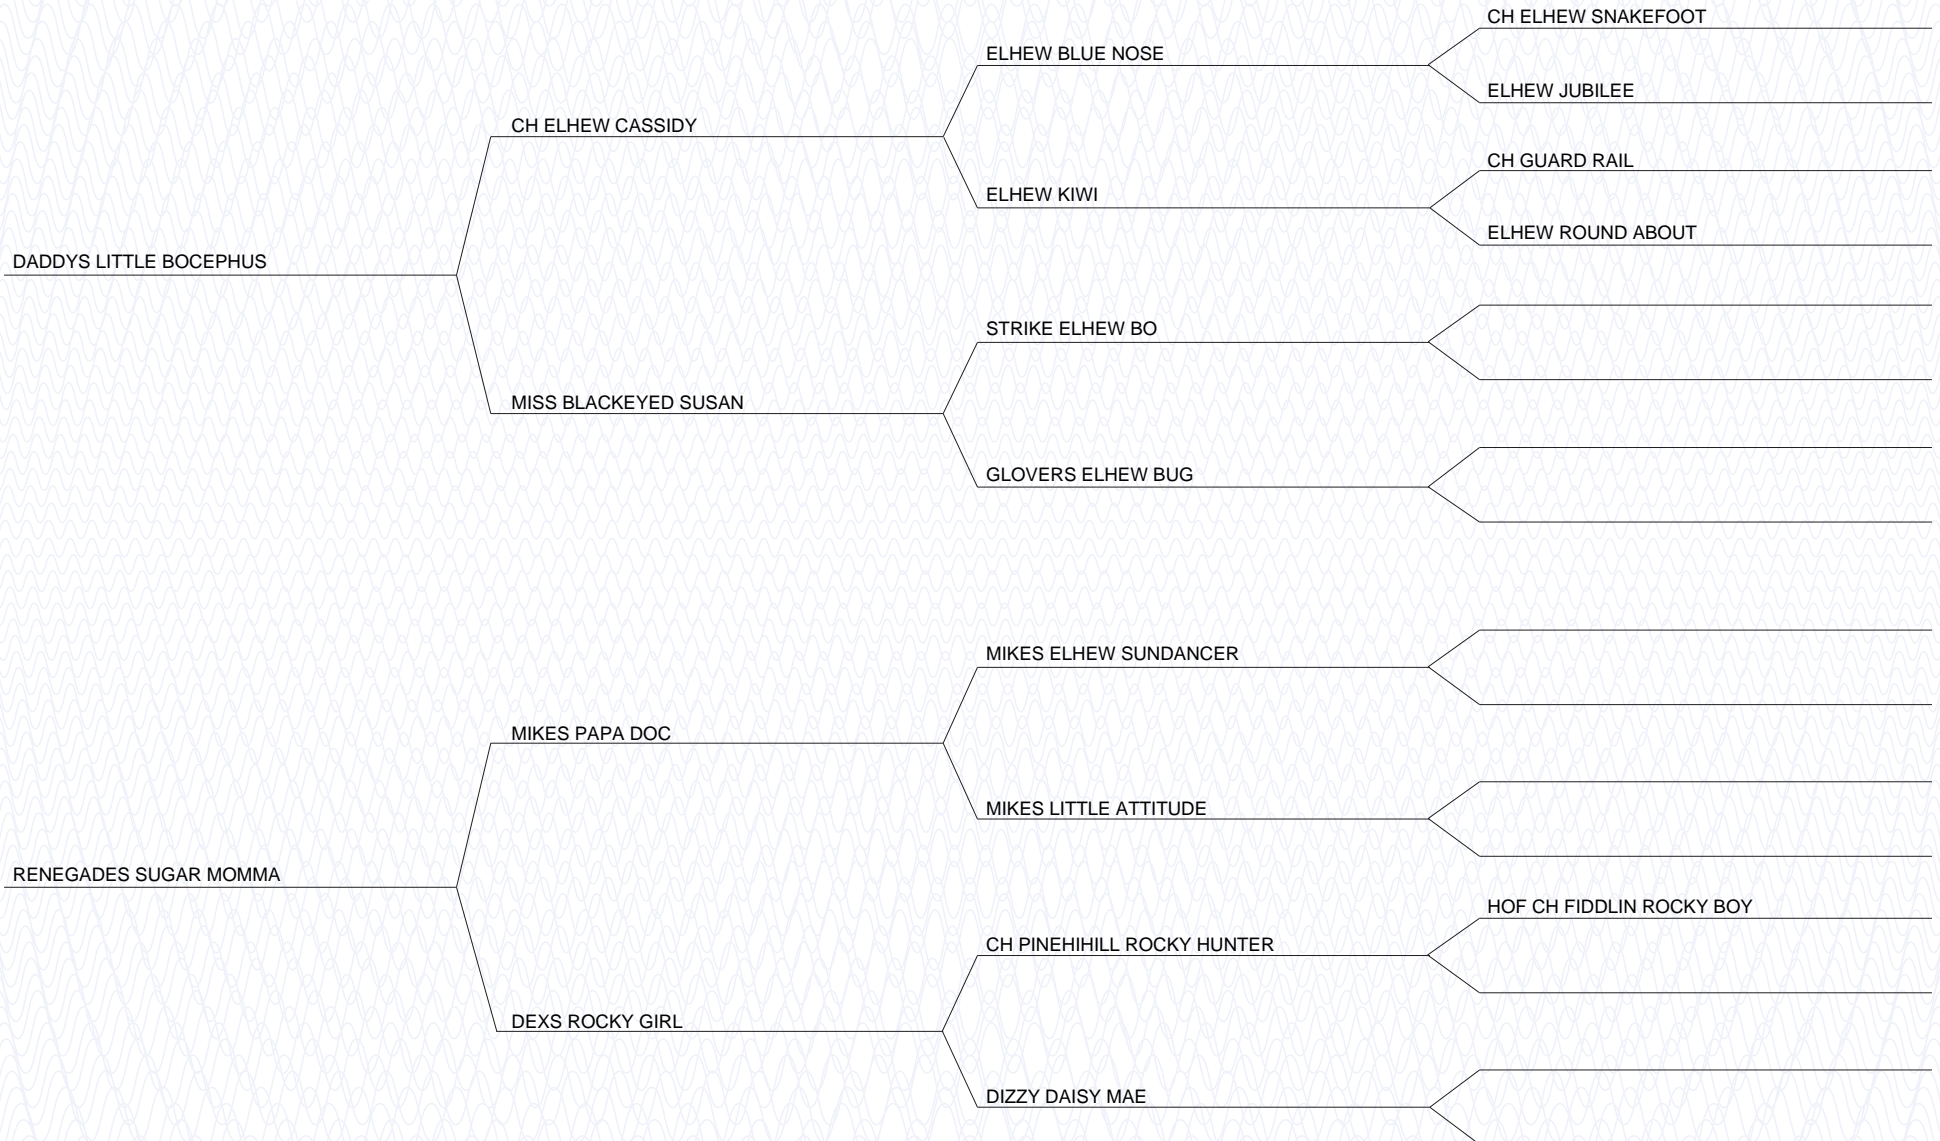 CH ELHEW SNAKEFOOT
ELHEW BLUE NOSE
ELHEW JUBILEE
CH ELHEW CASSIDY
CH GUARD RAIL
ELHEW KIWI
ELHEW ROUND ABOUT
DADDYS LITTLE BOCEPHUS
STRIKE ELHEW BO
MISS BLACKEYED SUSAN
GLOVERS ELHEW BUG
MIKES ELHEW SUNDANCER
MIKES PAPA DOC
MIKES LITTLE ATTITUDE
RENEGADES SUGAR MOMMA
HOF CH FIDDLIN ROCKY BOY
CH PINEHIHILL ROCKY HUNTER
DEXS ROCKY GIRL
DIZZY DAISY MAE